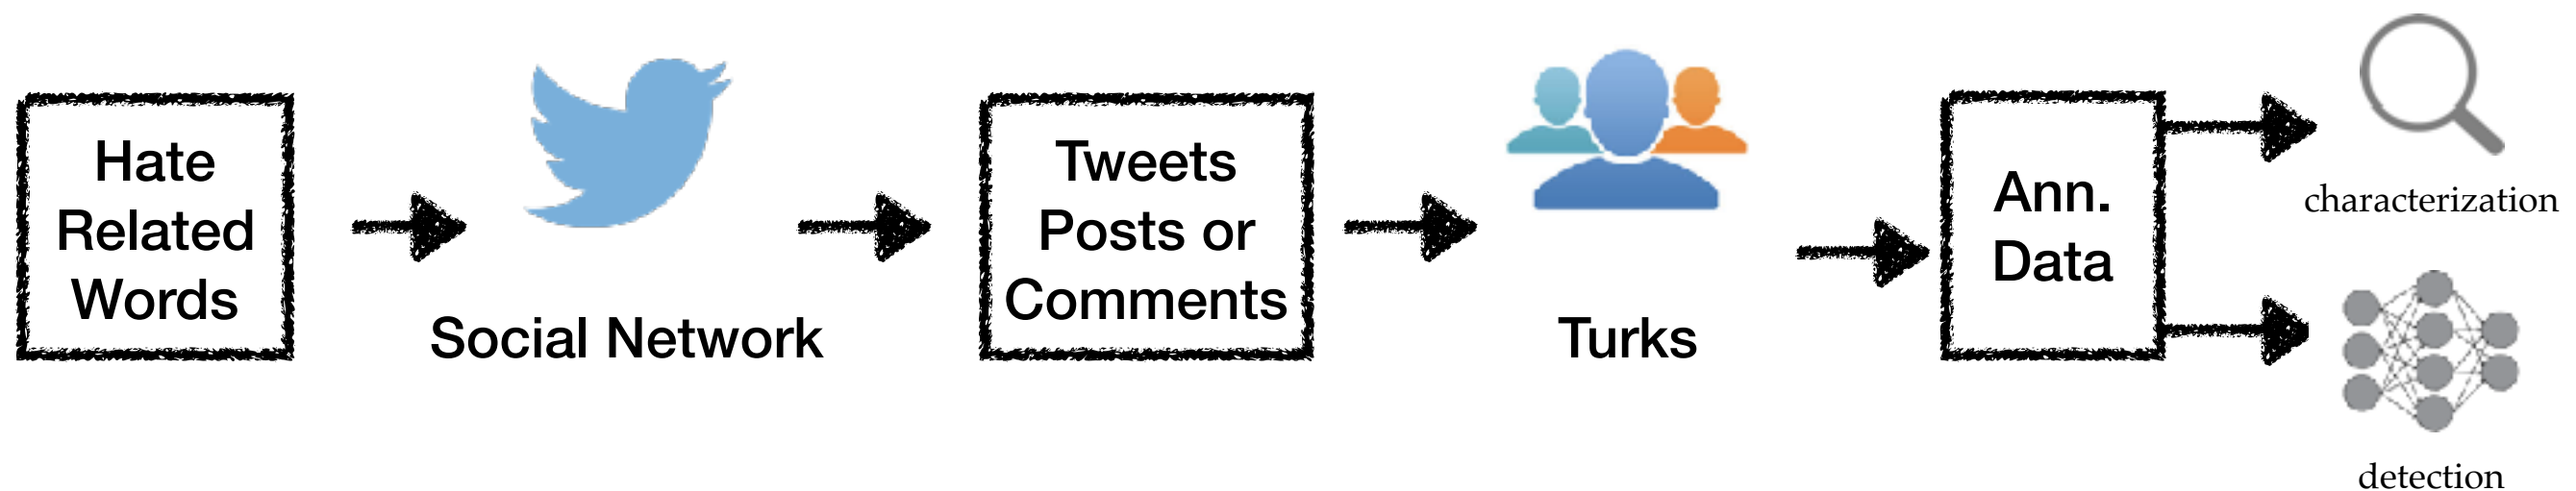 Hate
Related
Words
Social Network
Tweets
Posts or
Comments
Turks
Ann.
Data
characterization
detection